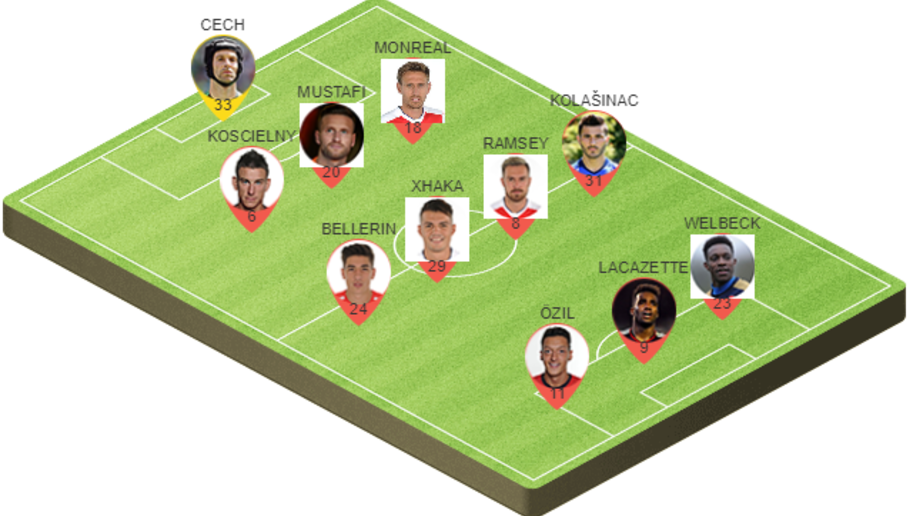 CECH
33
MONREAL
18
MUSTAFI
20
KOLAŠINAC
31
KOSCIELNY
6
RAMSEY
8
XHAKA
29
BELLERIN
24
WELBECK
23
LACAZETTE
9
ÖZIL
11